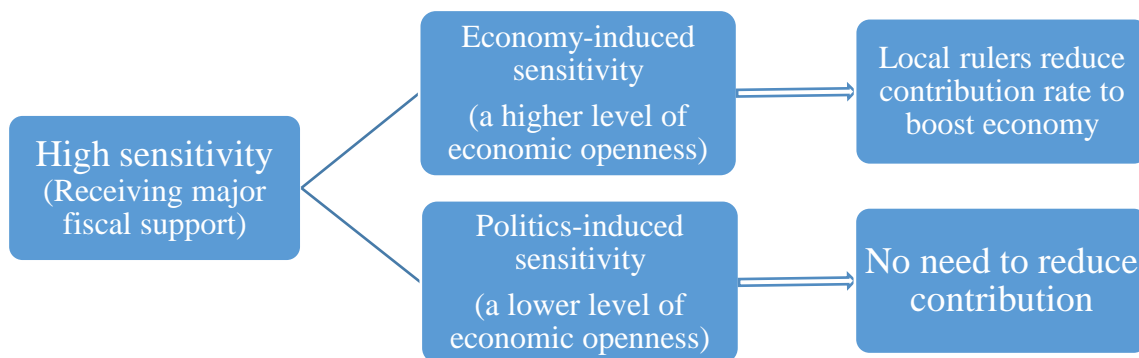 High sensitivity
(Receiving major
fiscal support)
Economy-induced
sensitivity
(a higher level of
economic openness)
Local rulers reduce
contribution rate to
boost economy
Politics-induced
sensitivity
(a lower level of
economic openness)
No need to reduce
contribution